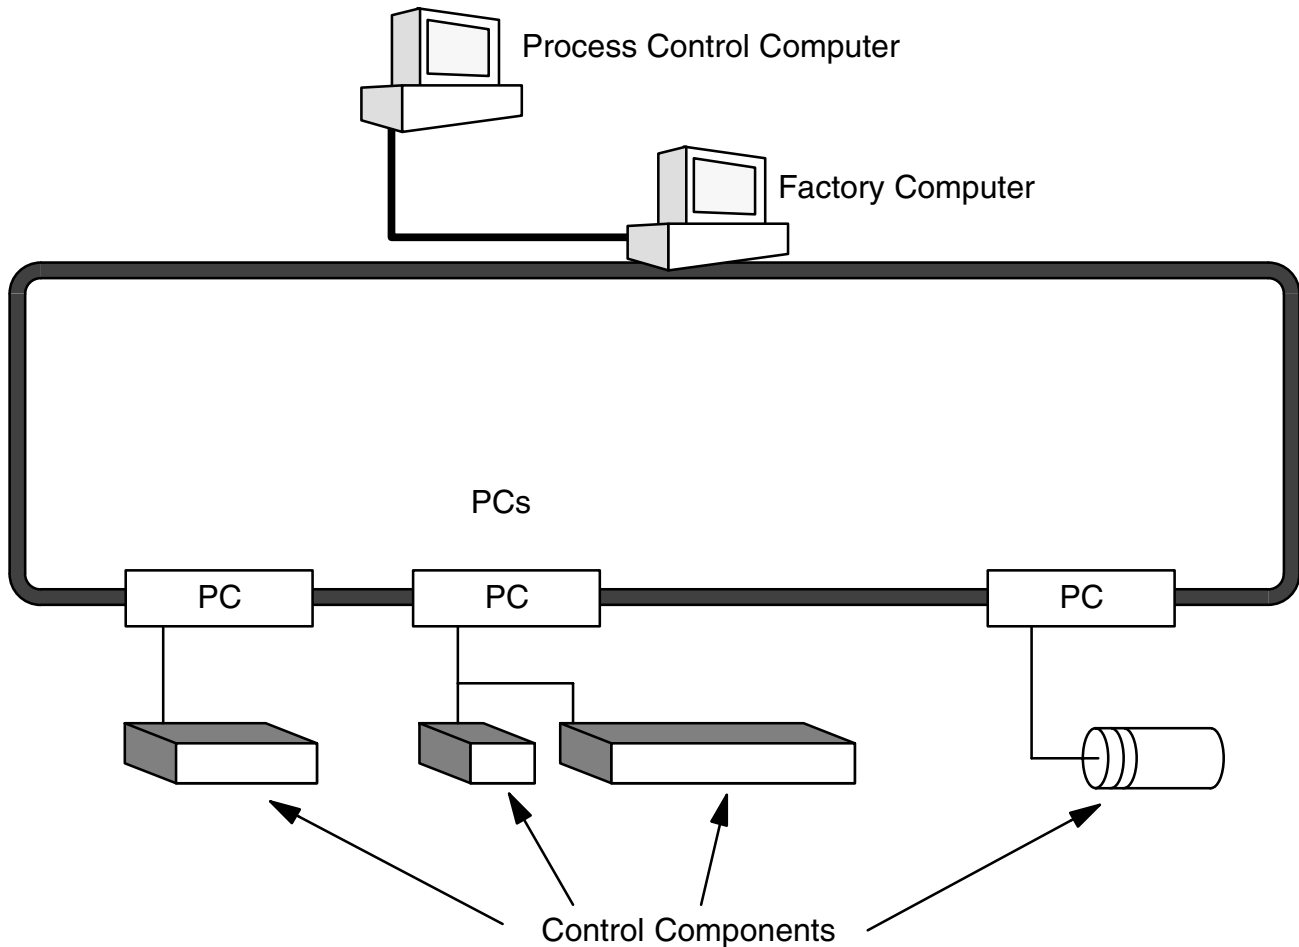 Process Control Computer
Factory Computer
PCs
PC
PC
PC
Control Components